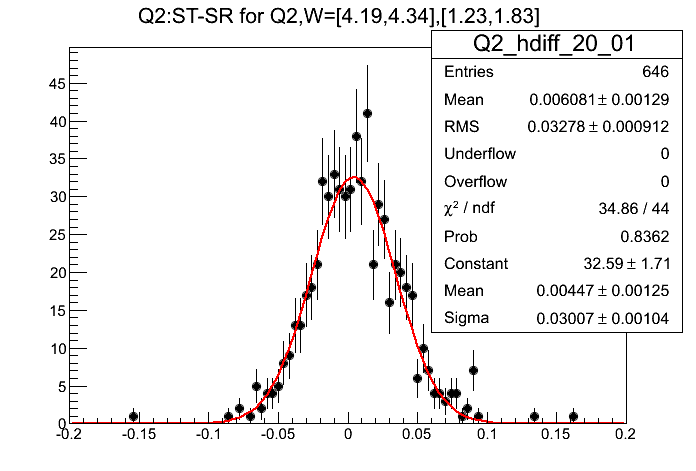 Q2:ST-SR for Q2,W=[4.19,4.34],[1.23,1.83]
Q2_hdiff_20_01
Entries 646
Mean 0.006081 ± 0.00129
RMS 0.03278 ± 0.000912
Underflow 0
Overflow 0
χ² / ndf 34.86 / 44
Prob 0.8362
Constant 32.59 ± 1.71
Mean 0.00447 ± 0.00125
Sigma 0.03007 ± 0.00104
45
40
35
30
25
20
15
10
5
0
-0.2 -0.15 -0.1 -0.05 0 0.05 0.1 0.15 0.2